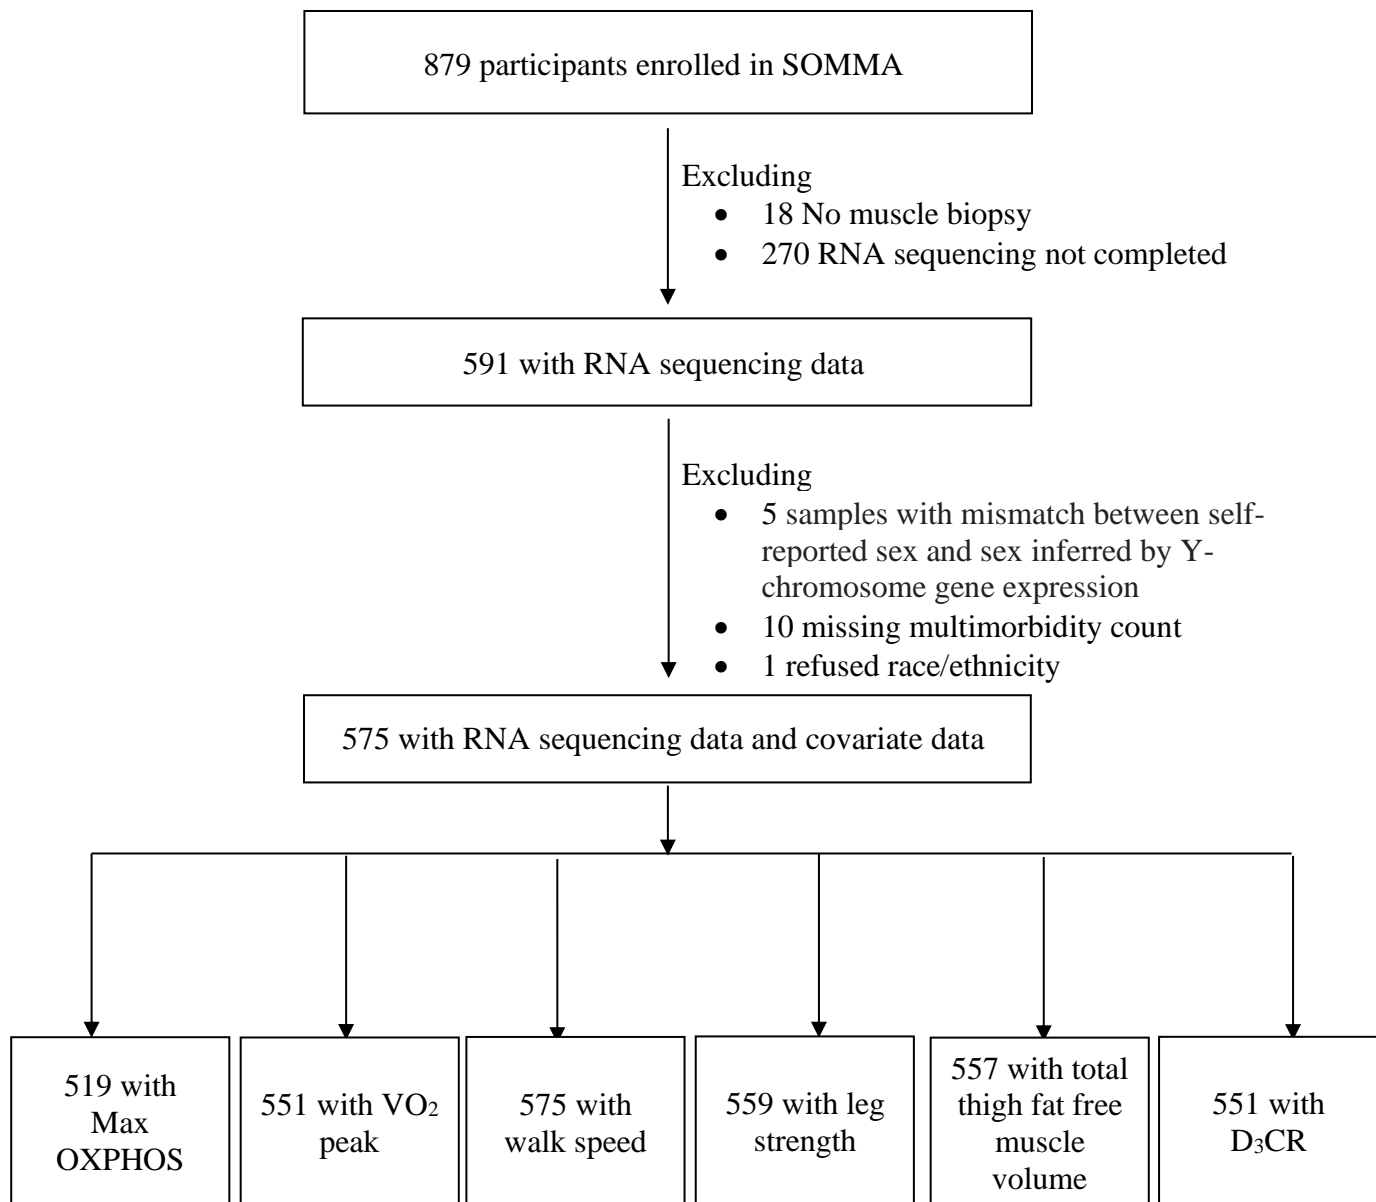 879 participants enrolled in SOMMA
Excluding
• 18 No muscle biopsy
• 270 RNA sequencing not completed
591 with RNA sequencing data
Excluding
• 5 samples with mismatch between self-
reported sex and sex inferred by Y-
chromosome gene expression
• 10 missing multimorbidity count
• 1 refused race/ethnicity
575 with RNA sequencing data and covariate data
519 with
Max
OXPHOS
551 with VO₂
peak
575 with
walk speed
559 with leg
strength
557 with total
thigh fat free
muscle
volume
551 with
D₃CR